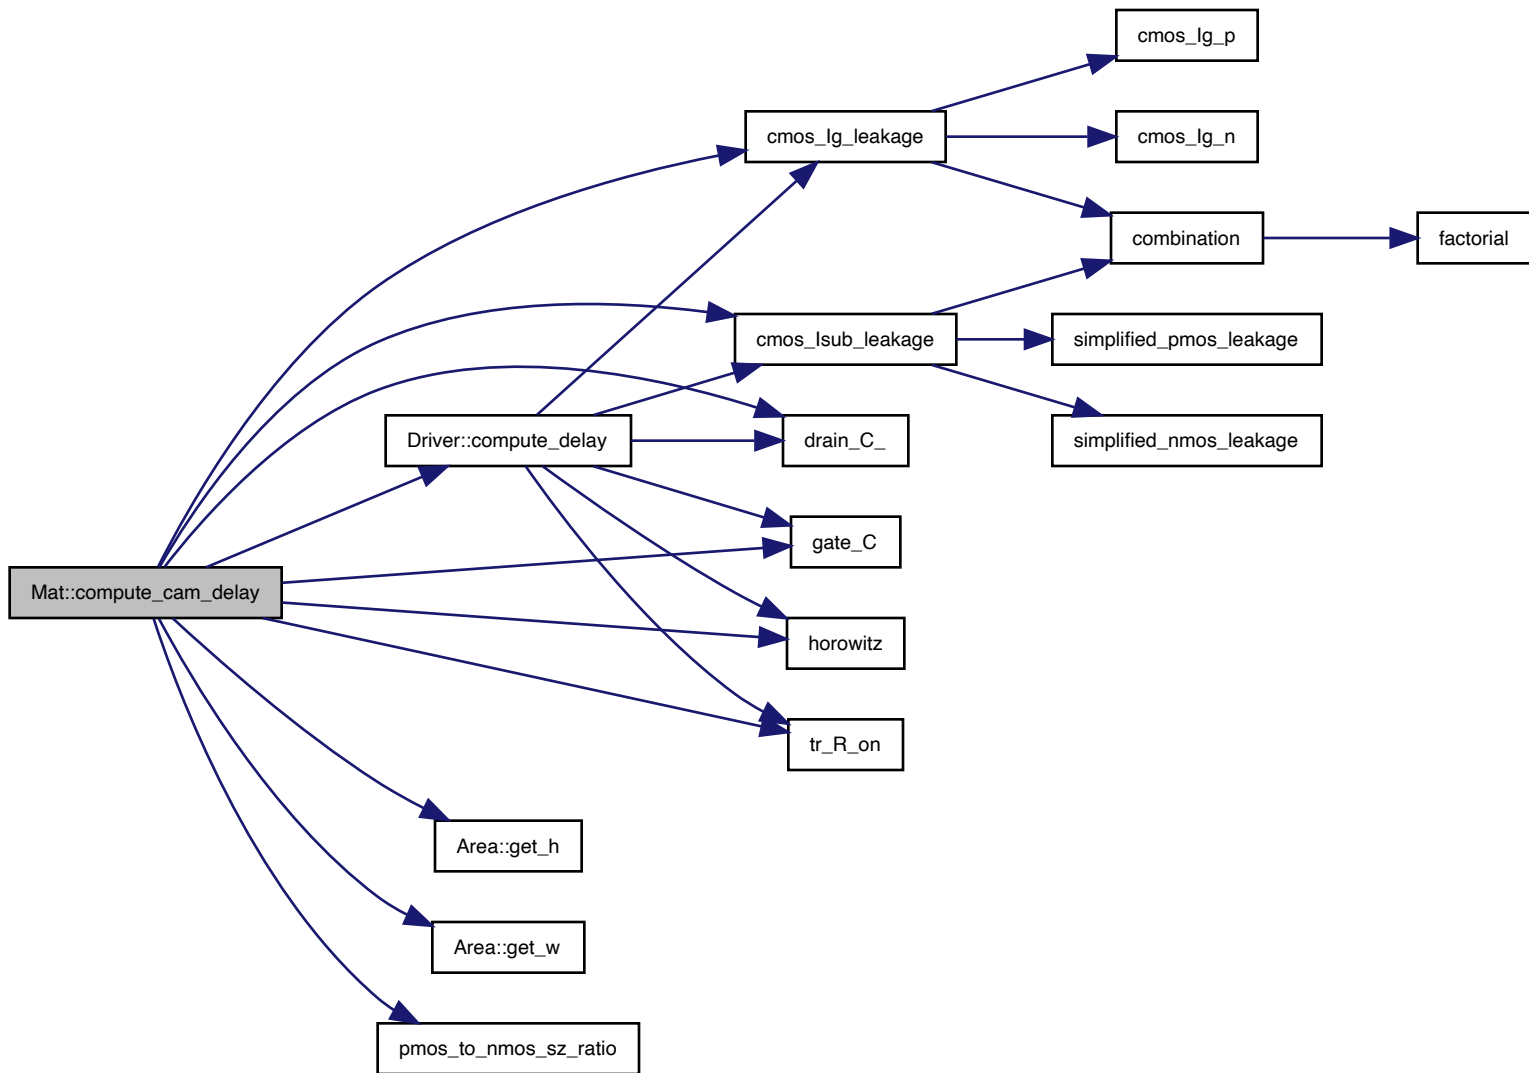 cmos_Ig_p
cmos_Ig_leakage
cmos_Ig_n
combination
factorial
cmos_Isub_leakage
simplified_pmos_leakage
Driver::compute_delay
drain_C_
simplified_nmos_leakage
gate_C
Mat::compute_cam_delay
horowitz
tr_R_on
Area::get_h
Area::get_w
pmos_to_nmos_sz_ratio